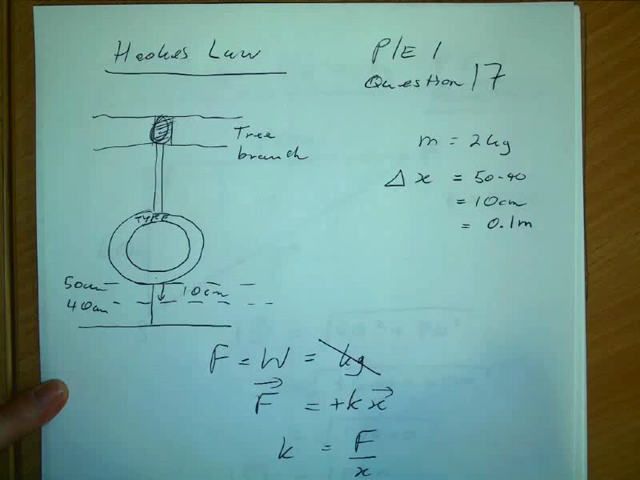 Hookes Law
P/E 1
Question 17
Tree
branch
m = 2kg
Δx = 50-40
= 10cm
= 0.1m
TYRE
50cm
10cm
40cm
F = W = kg
F = +kx
k = F/x